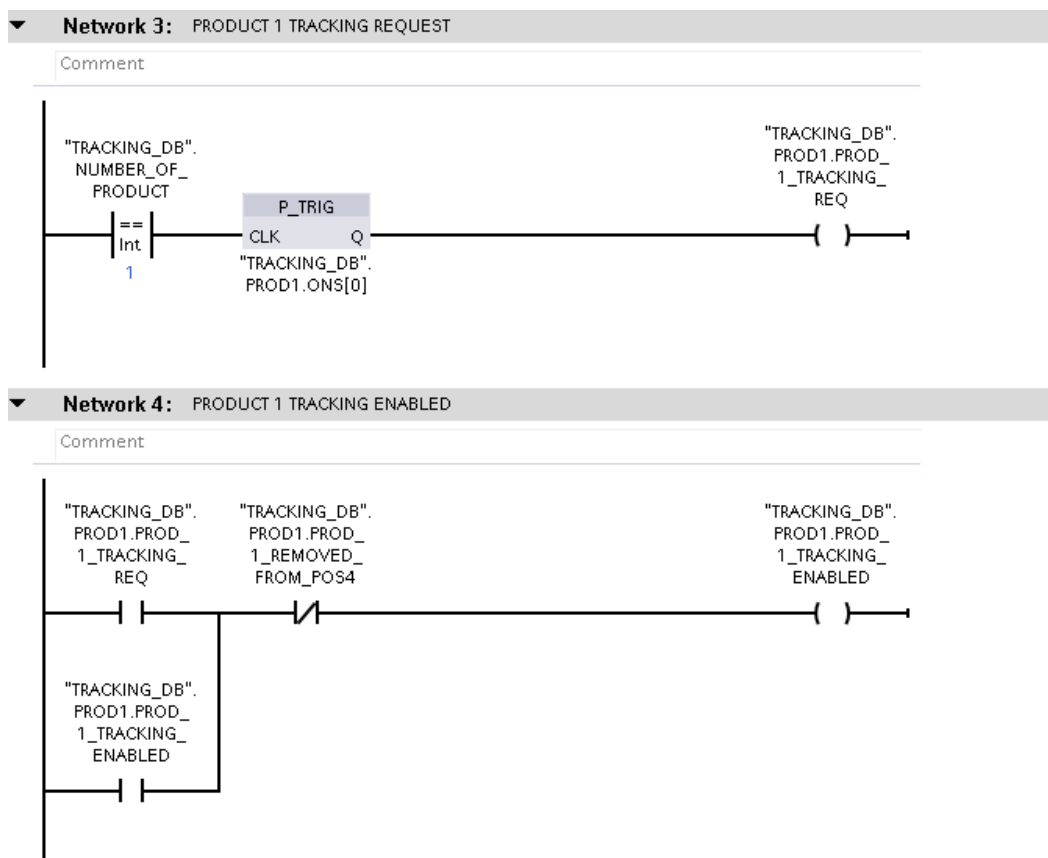 Network 3: PRODUCT 1 TRACKING REQUEST
Comment
"TRACKING_DB".
NUMBER_OF_
PRODUCT
==
Int
1
P_TRIG
CLK Q
"TRACKING_DB".
PROD1.ONS[0]
"TRACKING_DB".
PROD1.PROD_
1_TRACKING_
REQ
Network 4: PRODUCT 1 TRACKING ENABLED
Comment
"TRACKING_DB".
PROD1.PROD_
1_TRACKING_
REQ
"TRACKING_DB".
PROD1.PROD_
1_REMOVED_
FROM_POS4
"TRACKING_DB".
PROD1.PROD_
1_TRACKING_
ENABLED
"TRACKING_DB".
PROD1.PROD_
1_TRACKING_
ENABLED